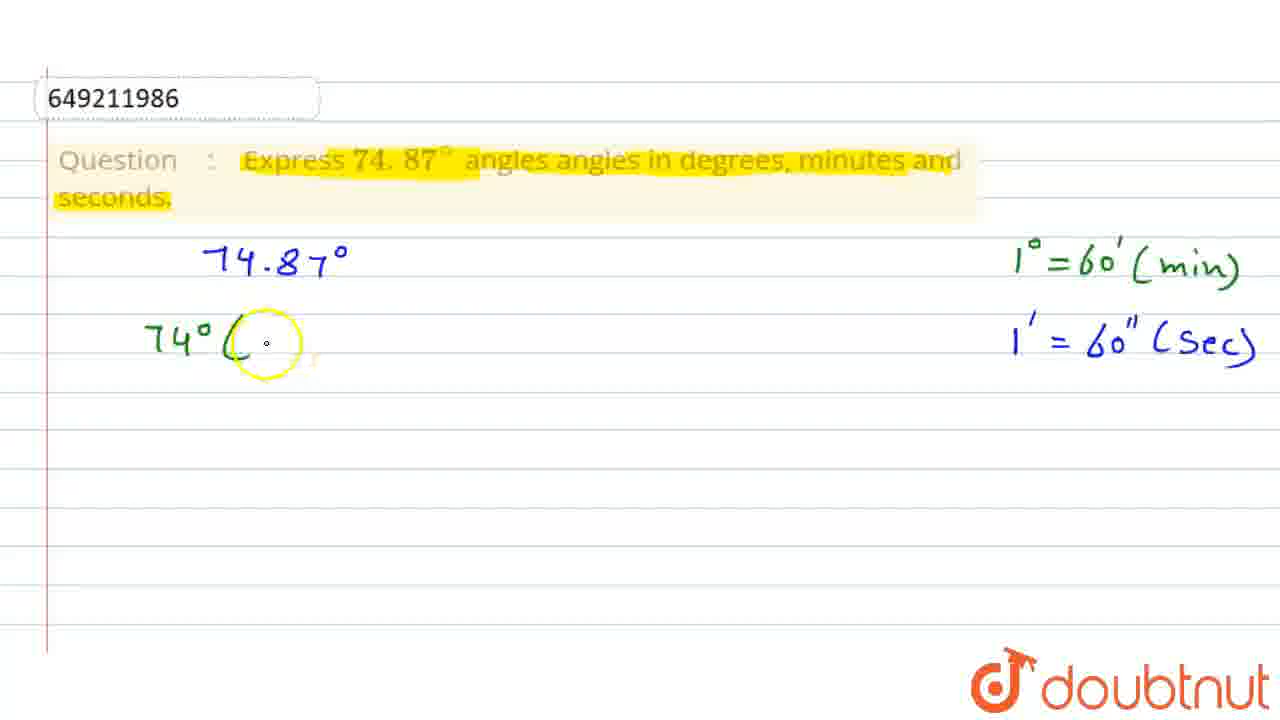 649211986
Question : Express 74. 87° angles angles in degrees, minutes and
seconds.
74.87°
1° = 60' (min)
74° (
1' = 60" (Sec)
doubtnut